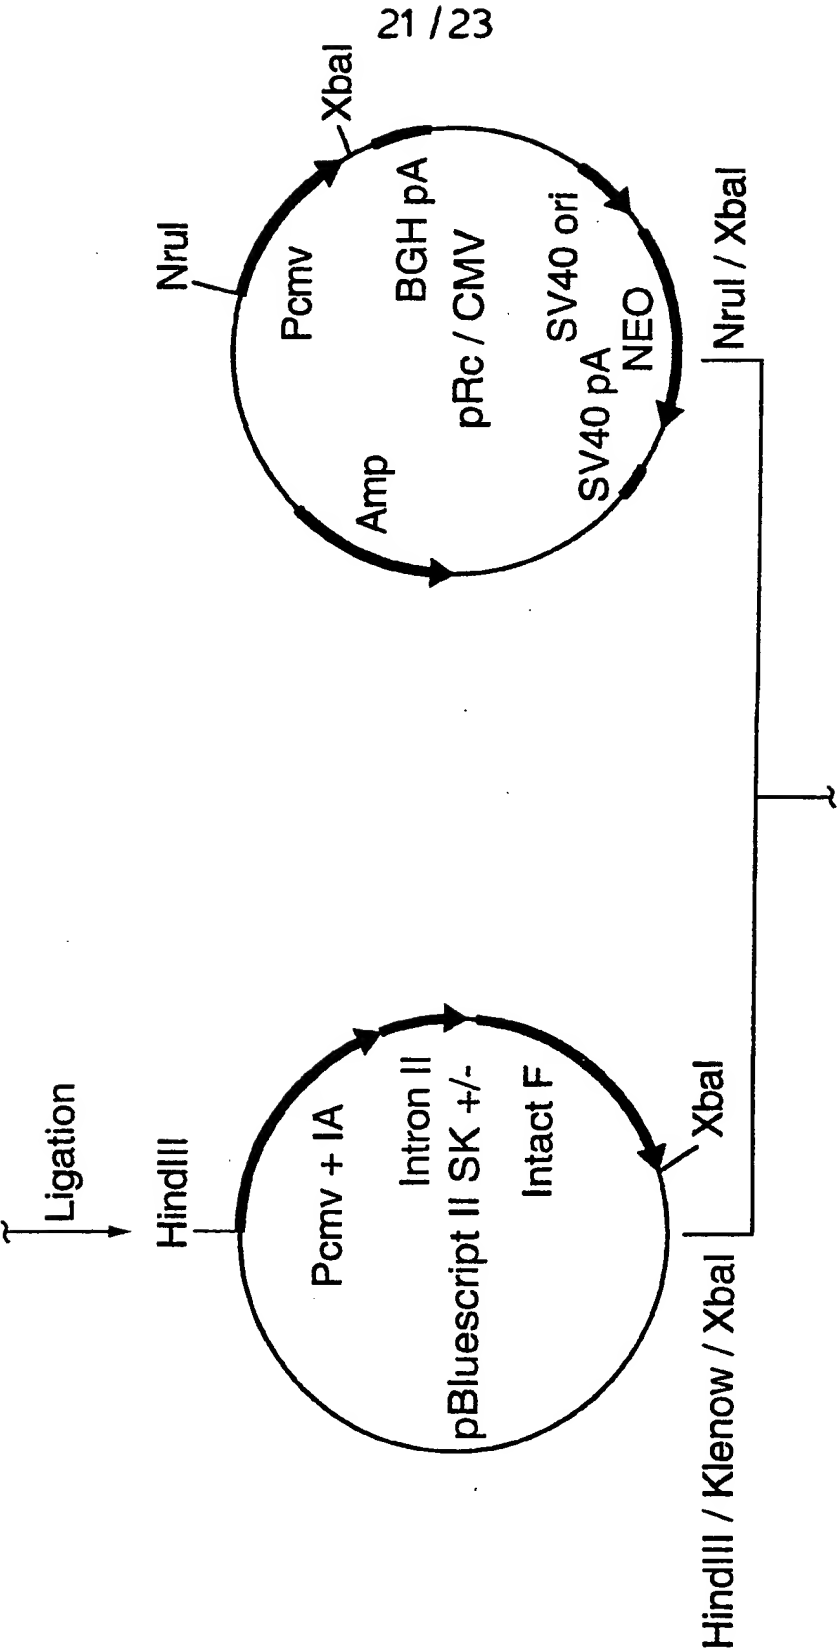 21 / 23
Ligation
HindIII
Pcmv + IA
Intron II
pBluescript II SK +/-
Intact F
XbaI
HindIII / Klenow / XbaI
NruI
XbaI
Pcmv
BGH pA
pRc / CMV
Amp
SV40 ori
SV40 pA
NEO
NruI / XbaI